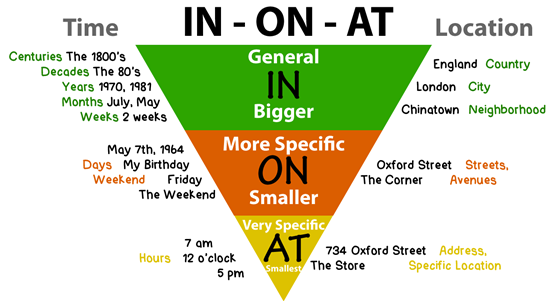 IN - ON - AT
Time
Location
Centuries The 1800's
Decades The 80's
Years 1970, 1981
Months July, May
Weeks 2 weeks
General
IN
Bigger
England Country
London City
Chinatown Neighborhood
May 7th, 1964
Days My Birthday
Weekend Friday
The Weekend
More Specific
ON
Smaller
Oxford Street Streets,
The Corner Avenues
7 am
Hours 12 o'clock
5 pm
Very Specific
AT
Smallest
734 Oxford Street Address,
The Store Specific Location